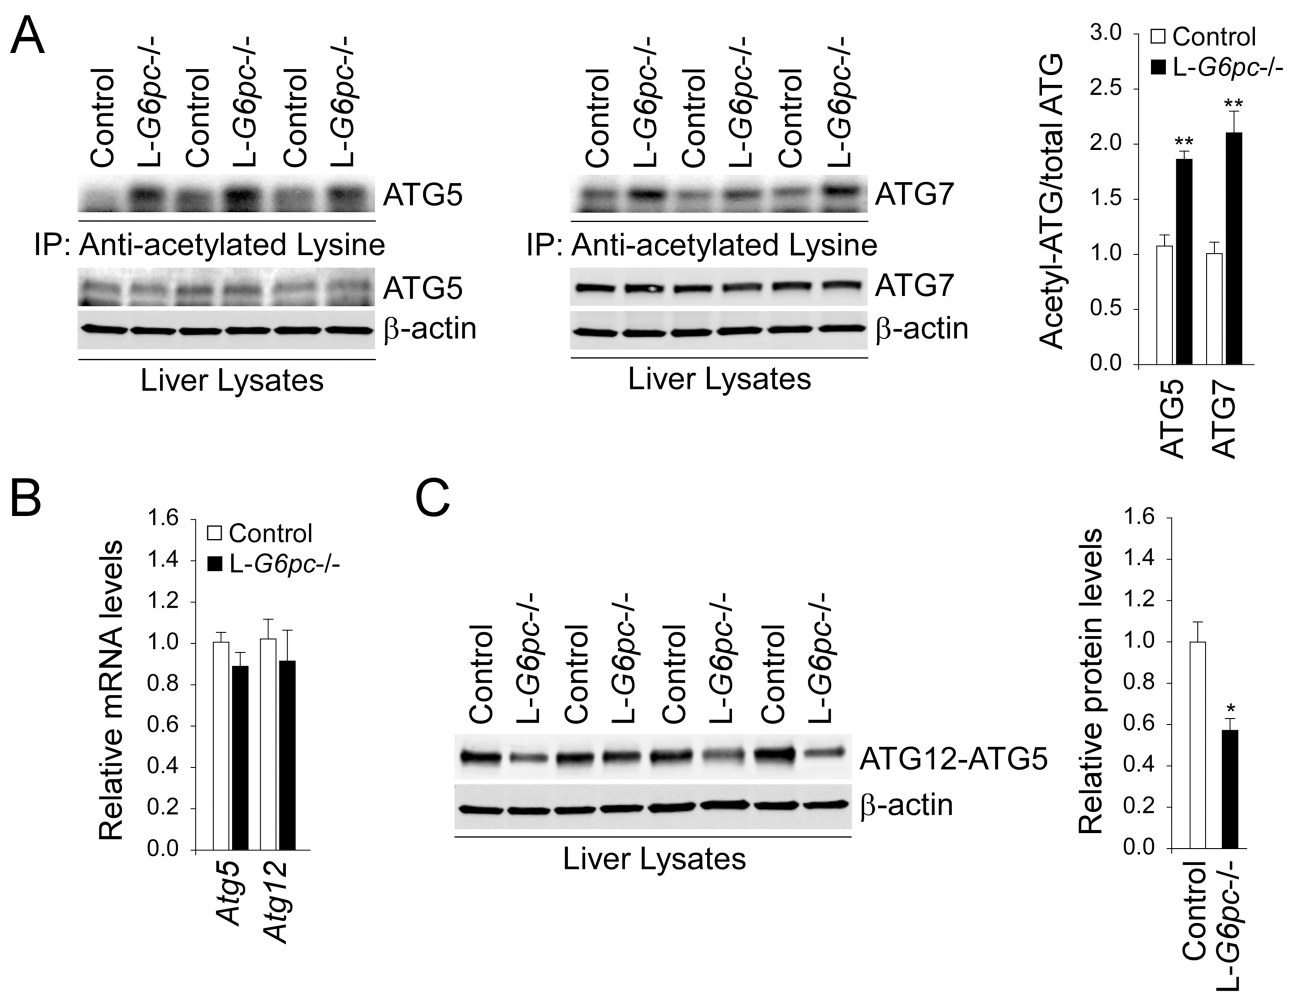 A
Control
L-G6pc-/-
Control
L-G6pc-/-
Control
L-G6pc-/-
ATG5
IP: Anti-acetylated Lysine
ATG5
β-actin
Liver Lysates
Control
L-G6pc-/-
Control
L-G6pc-/-
Control
L-G6pc-/-
ATG7
IP: Anti-acetylated Lysine
ATG7
β-actin
Liver Lysates
Acetyl-ATG/total ATG
3.0
2.5
2.0
1.5
1.0
0.5
0.0
Control
L-G6pc-/-
**
**
ATG5
ATG7
B
Relative mRNA levels
1.6
1.4
1.2
1.0
0.8
0.6
0.4
0.2
0.0
Control
L-G6pc-/-
Atg5
Atg12
C
Control
L-G6pc-/-
Control
L-G6pc-/-
Control
L-G6pc-/-
Control
L-G6pc-/-
ATG12-ATG5
β-actin
Liver Lysates
Relative protein levels
1.6
1.4
1.2
1.0
0.8
0.6
0.4
0.2
0.0
*
Control
L-G6pc-/-